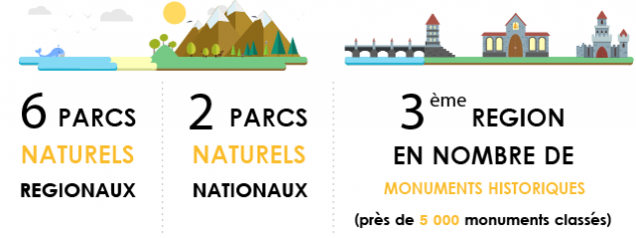 6 PARCS
NATURELS
REGIONAUX
2 PARCS
NATURELS
NATIONAUX
3ème REGION
EN NOMBRE DE
MONUMENTS HISTORIQUES
(près de 5 000 monuments classés)